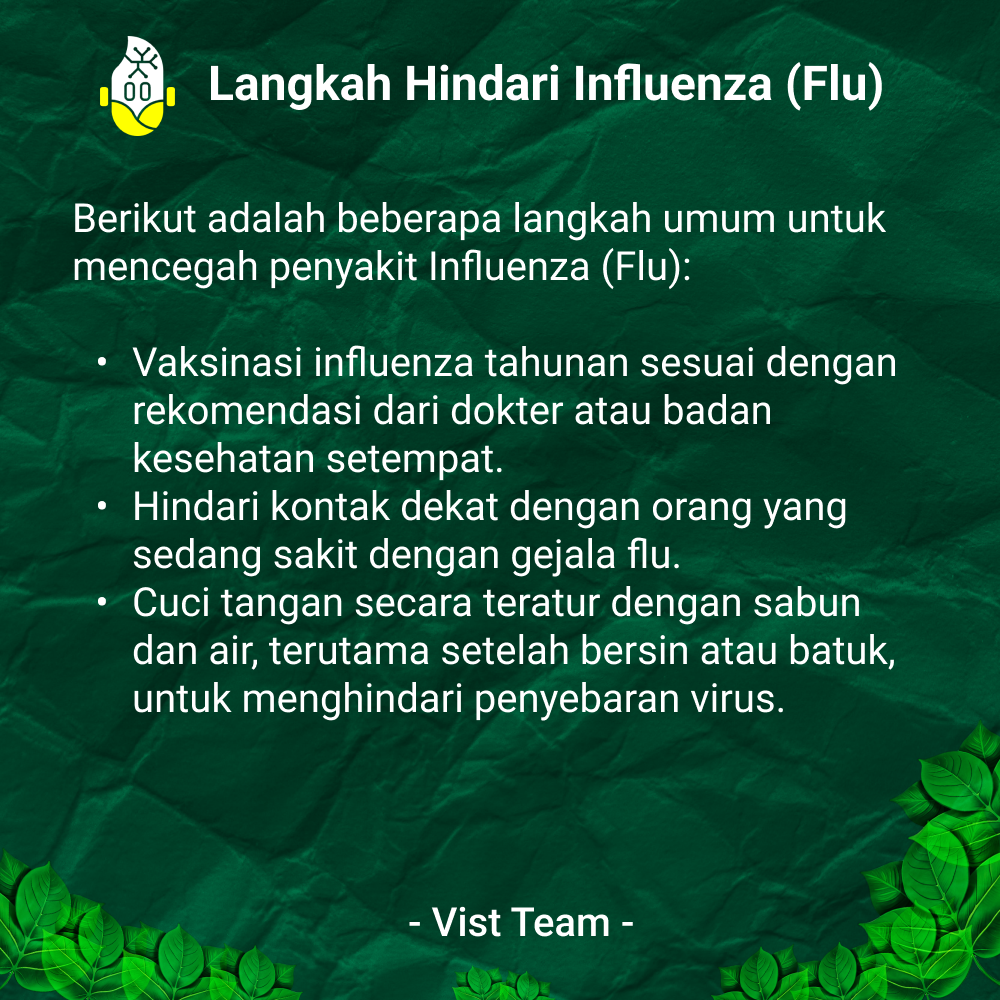 Langkah Hindari Influenza (Flu)
Berikut adalah beberapa langkah umum untuk
mencegah penyakit Influenza (Flu):
• Vaksinasi influenza tahunan sesuai dengan
rekomendasi dari dokter atau badan
kesehatan setempat.
• Hindari kontak dekat dengan orang yang
sedang sakit dengan gejala flu.
• Cuci tangan secara teratur dengan sabun
dan air, terutama setelah bersin atau batuk,
untuk menghindari penyebaran virus.
- Vist Team -